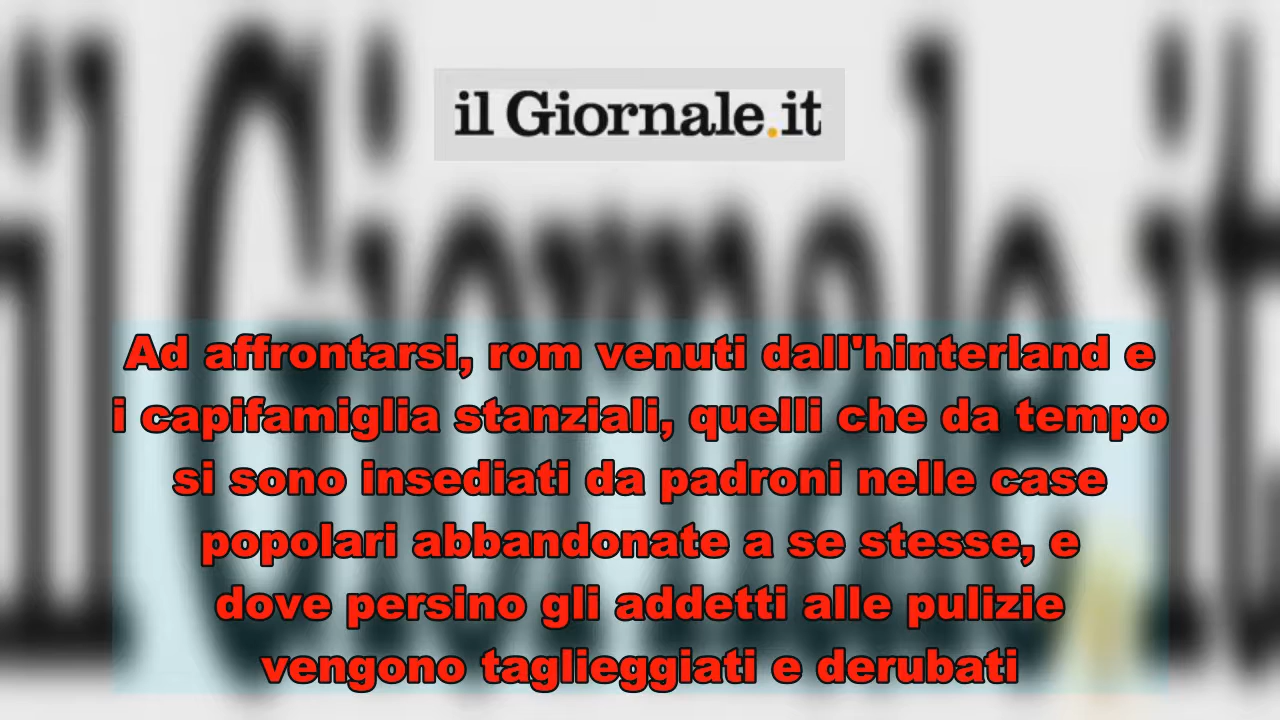 il Giornale.it
Ad affrontarsi, rom venuti dall'hinterland e
i capifamiglia stanziali, quelli che da tempo
si sono insediati da padroni nelle case
popolari abbandonate a se stesse, e
dove persino gli addetti alle pulizie
vengono taglieggiati e derubati